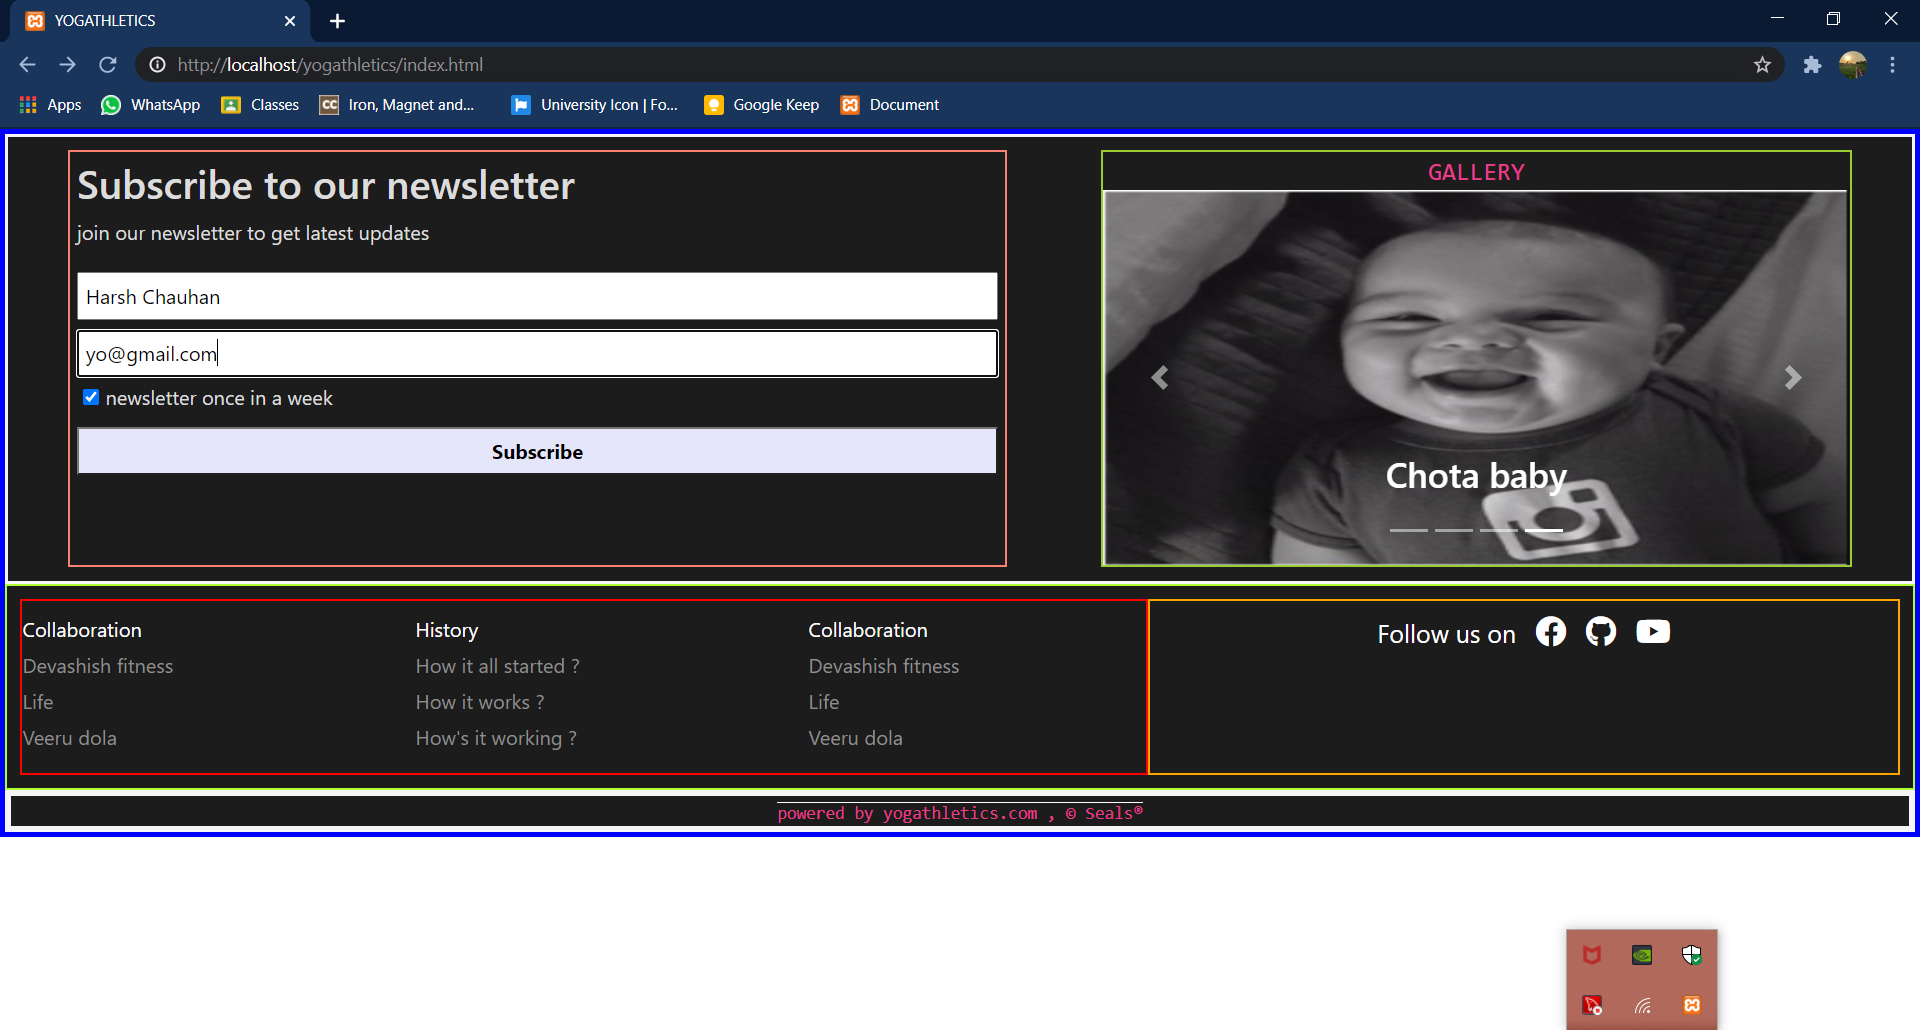 YOGATHLETICS
http://localhost/yogathletics/index.html
Apps WhatsApp Classes CC Iron, Magnet and... University Icon | Fo... Google Keep Document
Subscribe to our newsletter
join our newsletter to get latest updates
Harsh Chauhan
yo@gmail.com
newsletter once in a week
Subscribe
GALLERY
Chota baby
Collaboration
Devashish fitness
Life
Veeru dola
History
How it all started ?
How it works ?
How's it working ?
Collaboration
Devashish fitness
Life
Veeru dola
Follow us on
powered by yogathletics.com , © Seals®